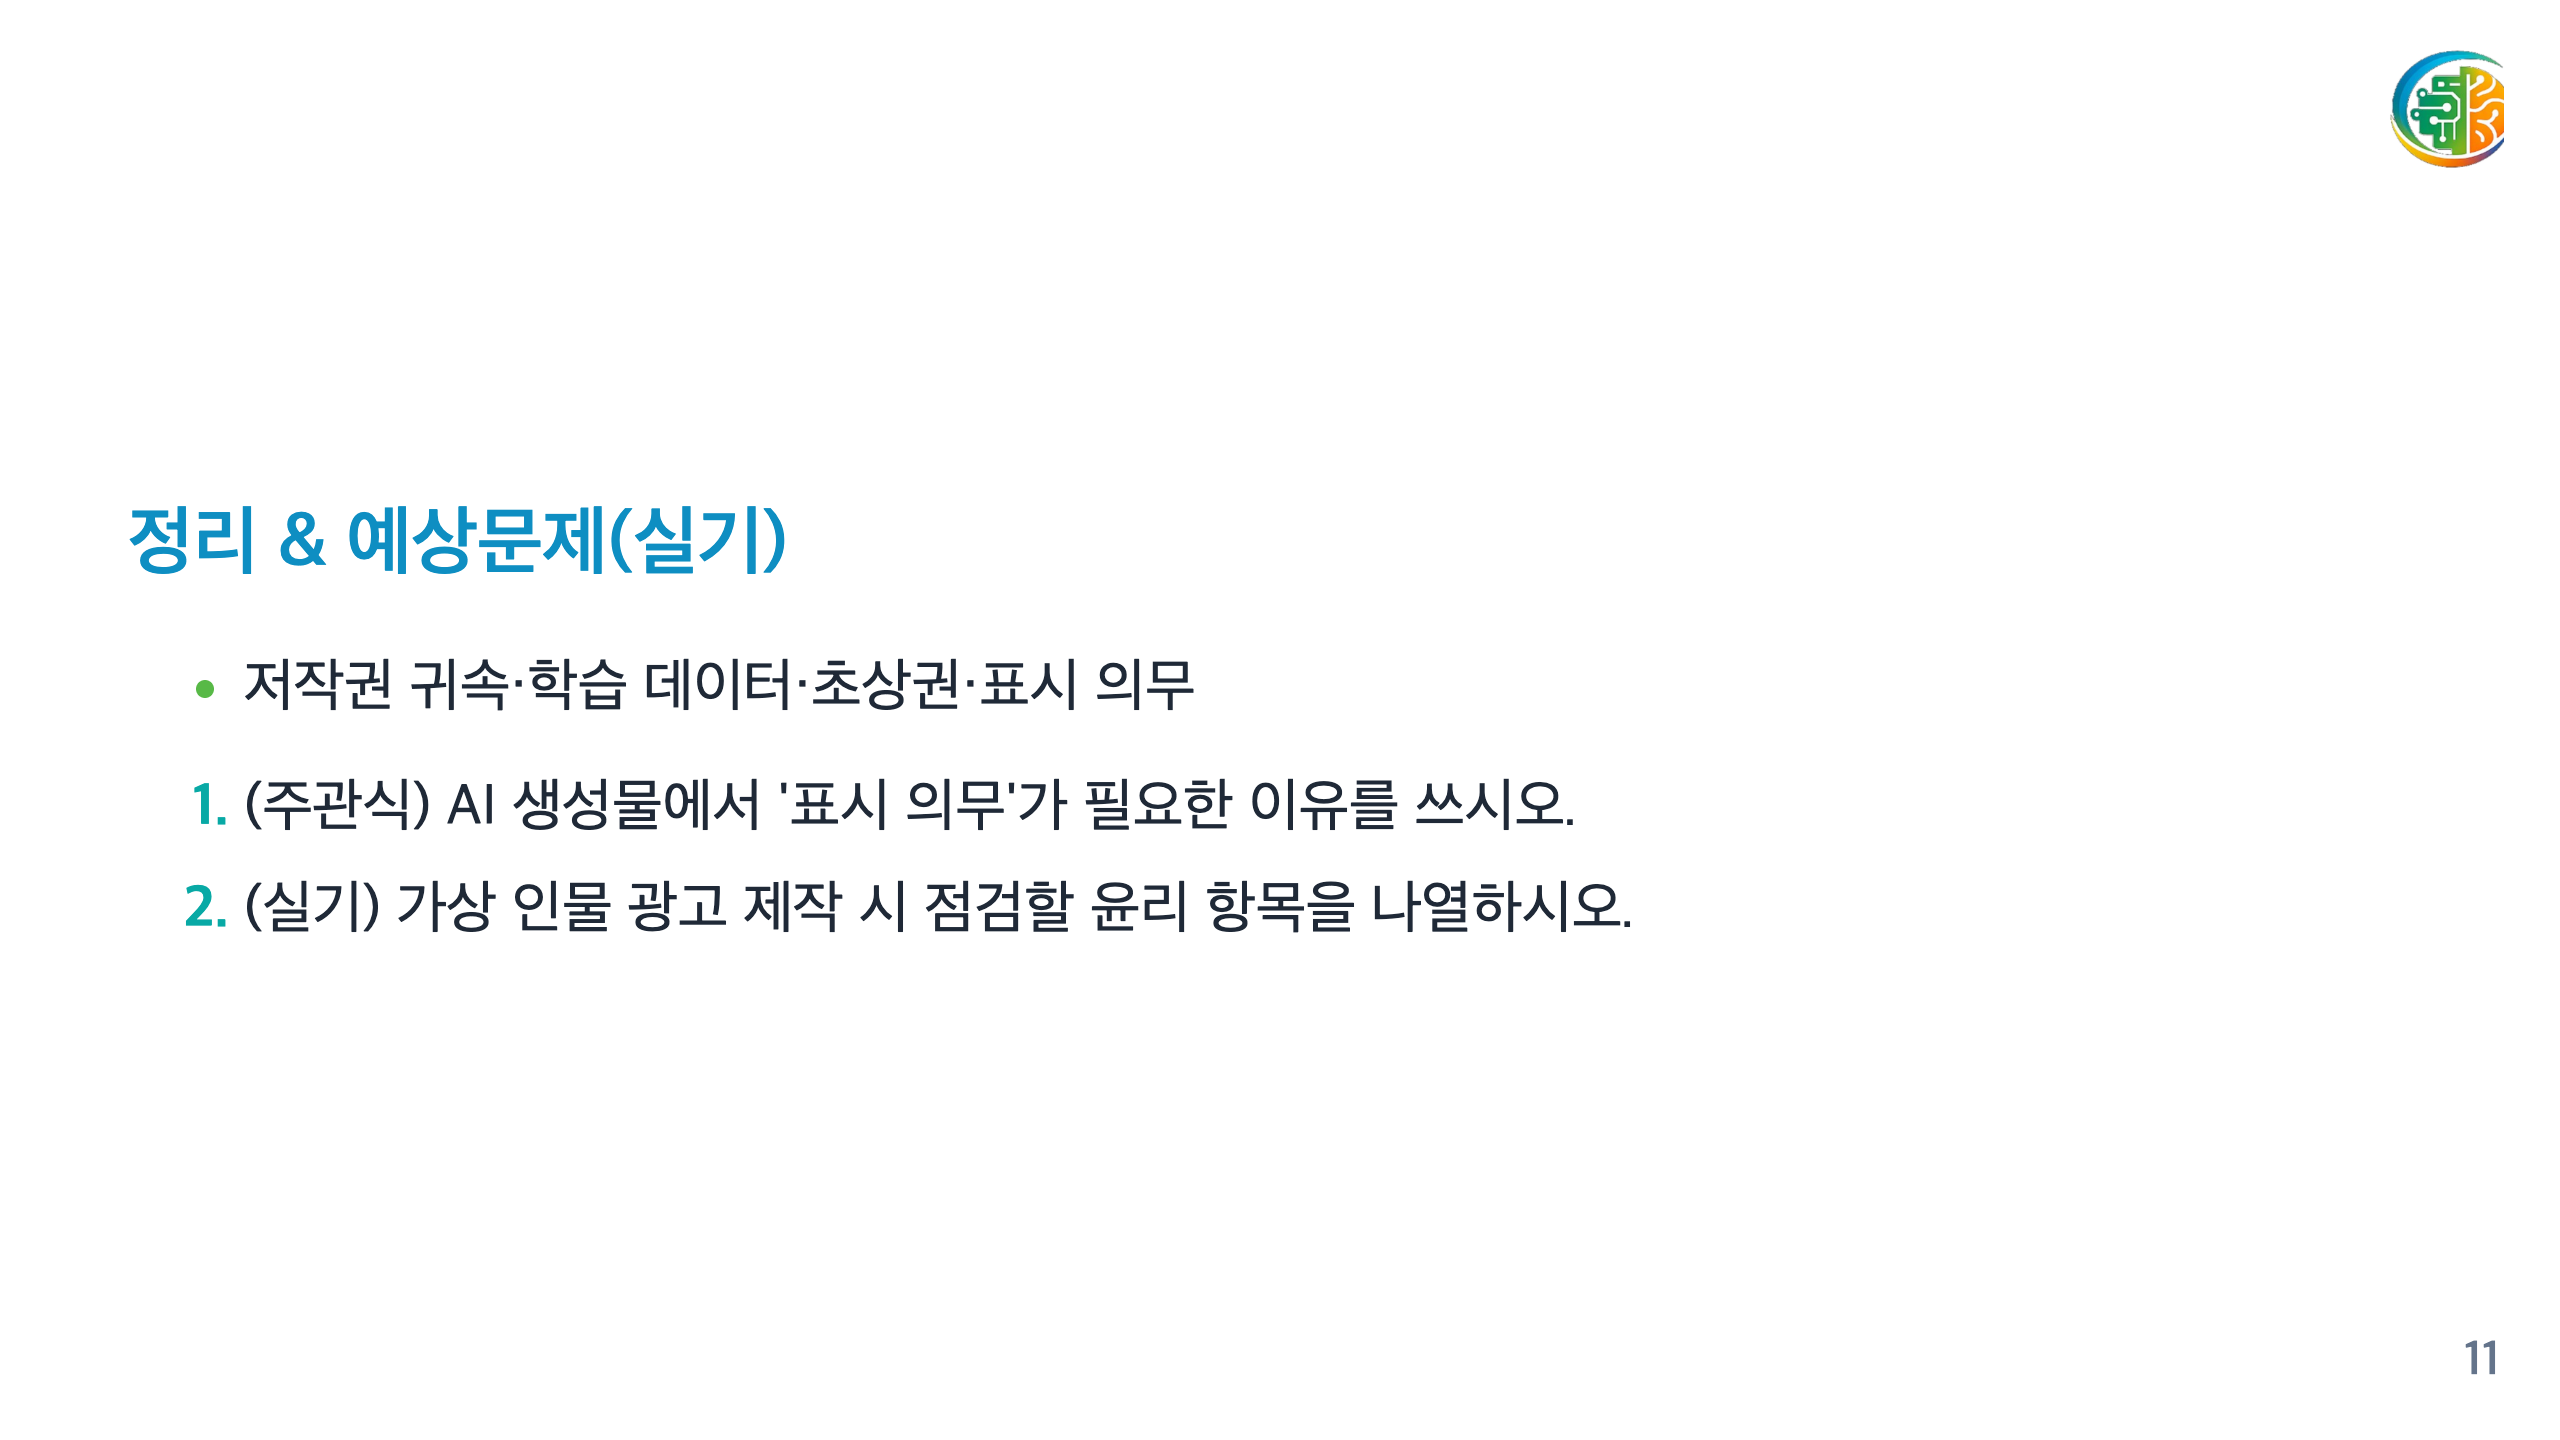 정리 & 예상문제(실기)
• 저작권 귀속·학습 데이터·초상권·표시 의무
1. (주관식) AI 생성물에서 '표시 의무'가 필요한 이유를 쓰시오.
2. (실기) 가상 인물 광고 제작 시 점검할 윤리 항목을 나열하시오.
11